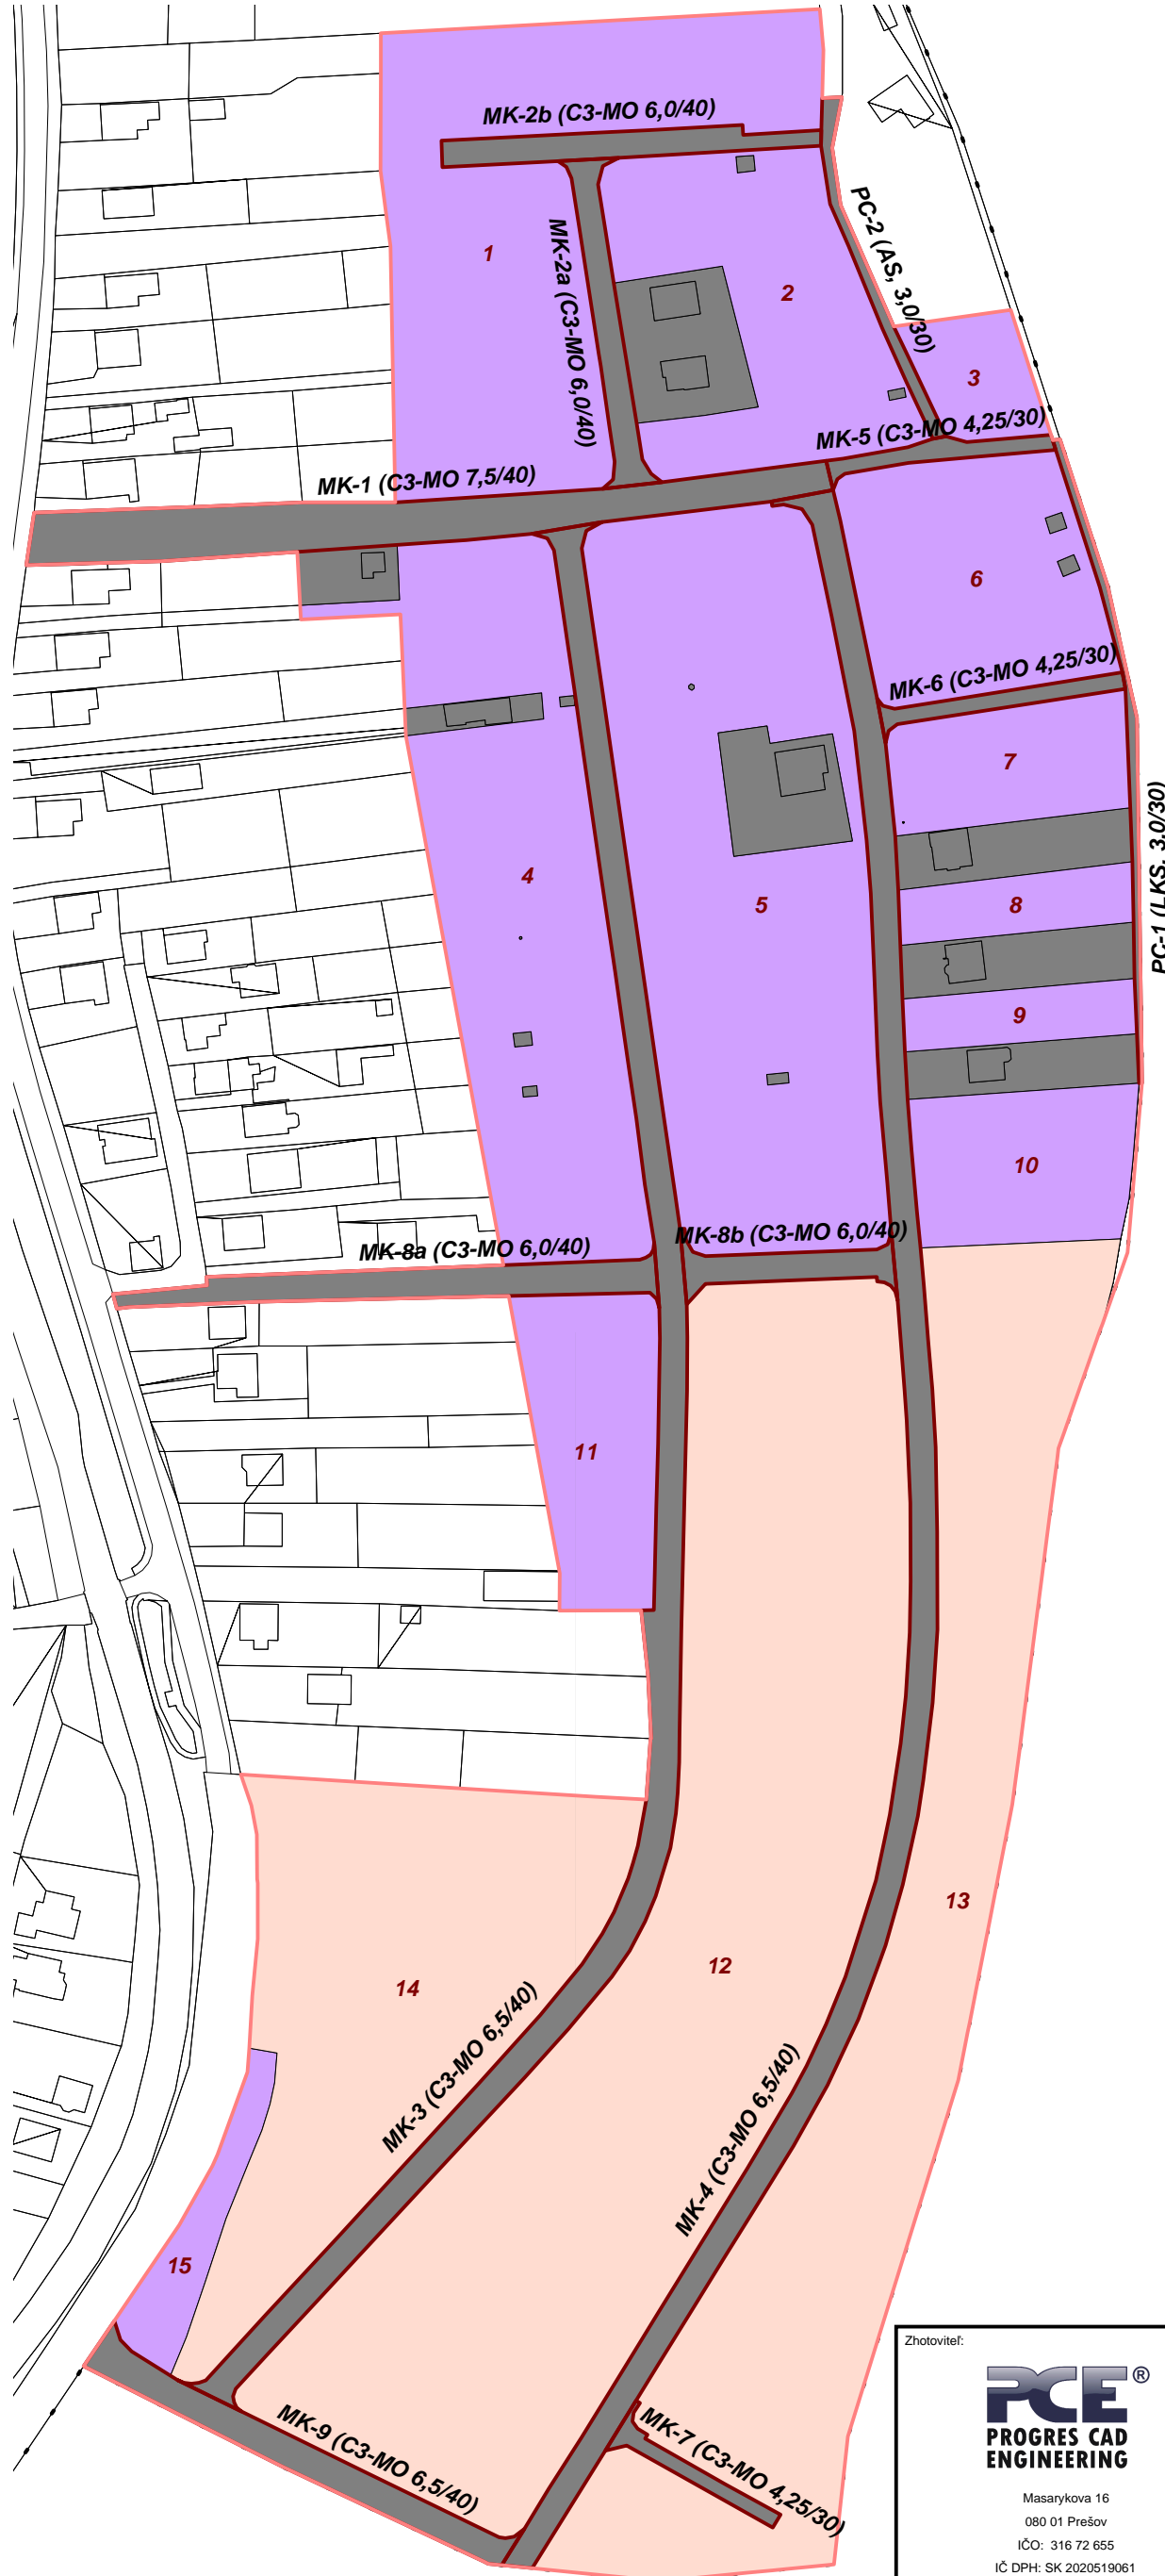 MK-2b (C3-MO 6,0/40)
PC-2 (AS, 3,0/30)
MK-2a (C3-MO 6,0/40)
1
2
3
MK-5 (C3-MO 4,25/30)
MK-1 (C3-MO 7,5/40)
6
MK-6 (C3-MO 4,25/30)
7
PC-1 (LKS, 3,0/30)
4
5
8
9
10
MK-8b (C3-MO 6,0/40)
MK-8a (C3-MO 6,0/40)
11
13
12
14
MK-3 (C3-MO 6,5/40)
MK-4 (C3-MO 6,5/40)
15
MK-9 (C3-MO 6,5/40)
MK-7 (C3-MO 4,25/30)
Zhotoviteľ:
PCE®
PROGRES CAD
ENGINEERING
Masarykova 16
080 01 Prešov
IČO: 316 72 655
IČ DPH: SK 2020519061